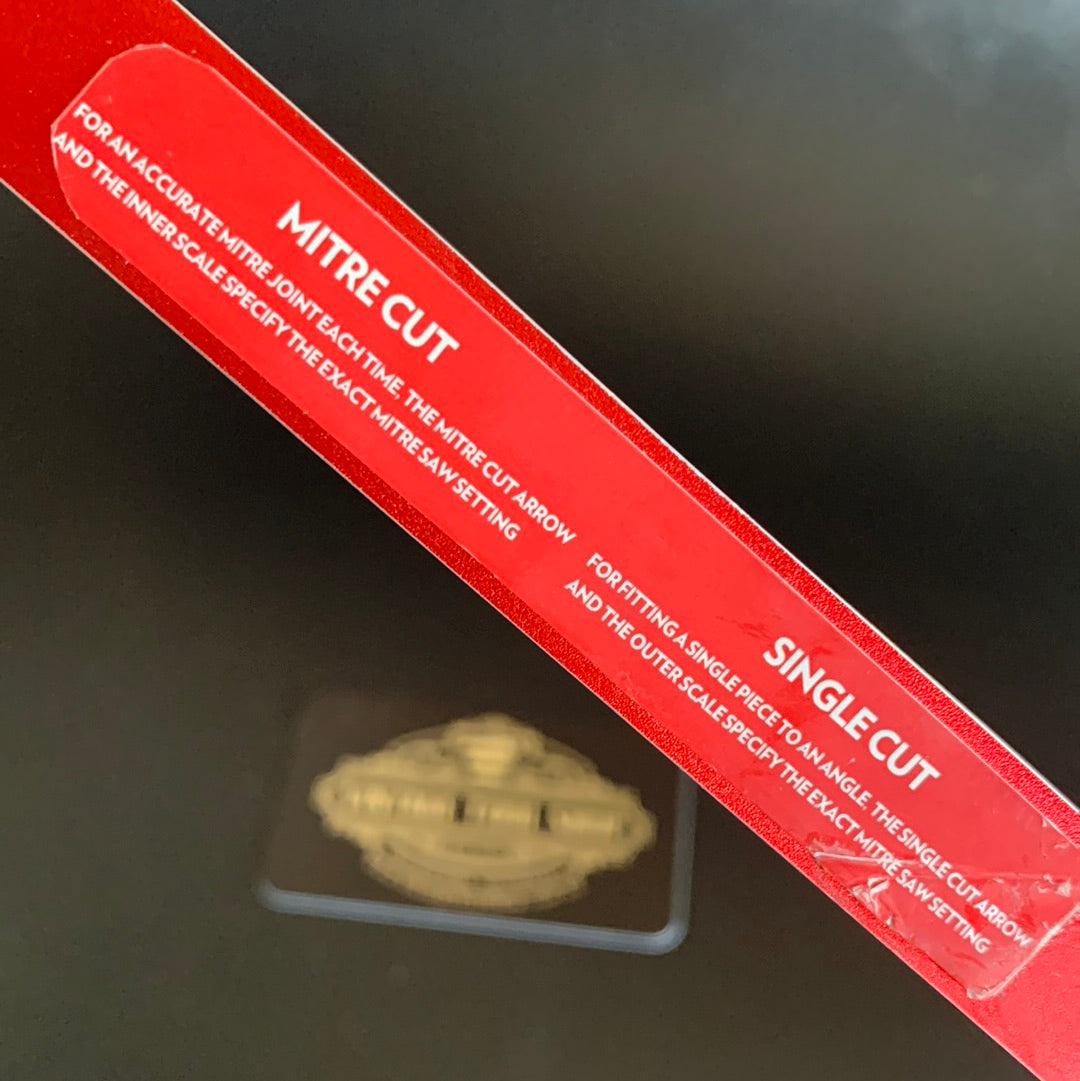 MITRE CUT
FOR AN ACCURATE MITRE JOINT EACH TIME, THE MITRE CUT ARROW
AND THE INNER SCALE SPECIFY THE EXACT MITRE SAW SETTING
SINGLE CUT
FOR FITTING A SINGLE PIECE TO AN ANGLE, THE SINGLE CUT ARROW
AND THE OUTER SCALE SPECIFY THE EXACT MITRE SAW SETTING